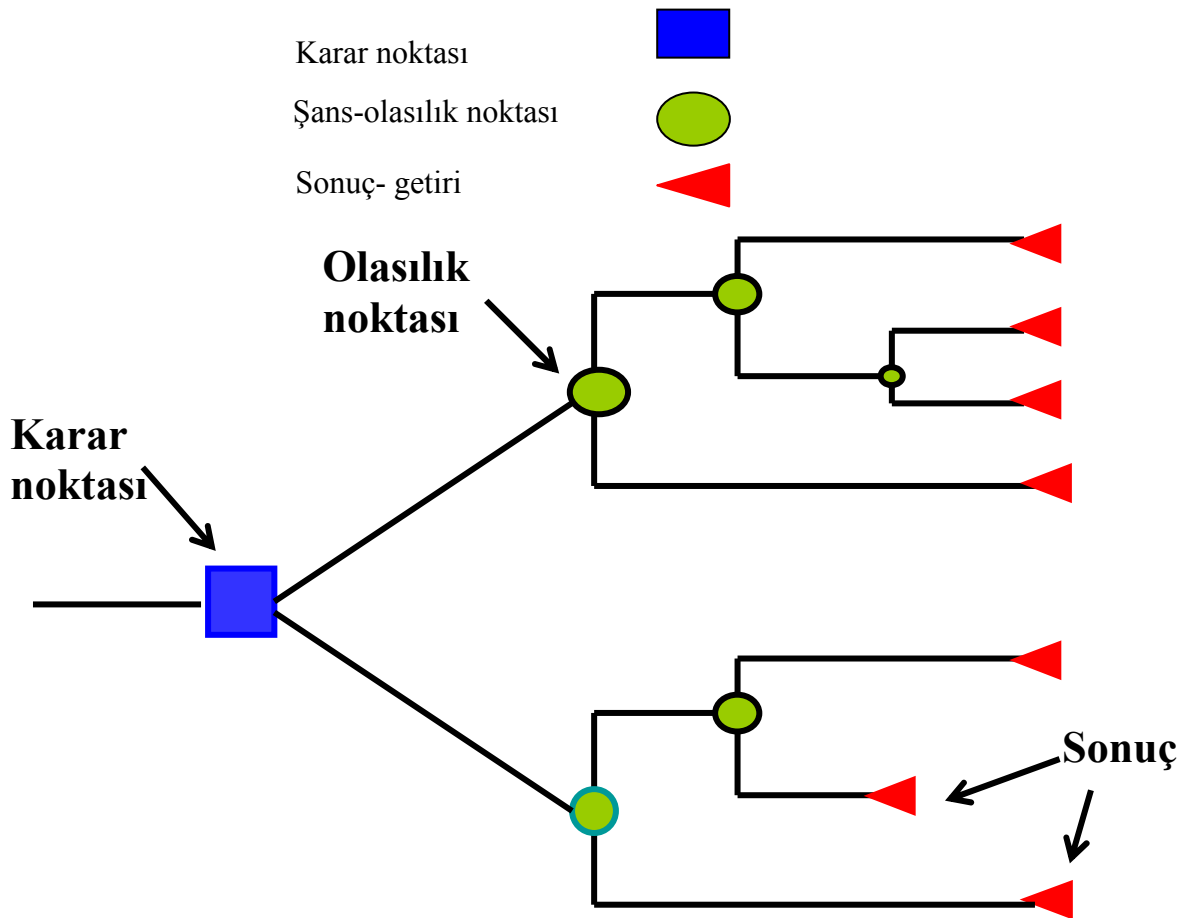 Karar noktası
Şans-olasılık noktası
Sonuç- getiri
Olasılık
noktası
Karar
noktası
Sonuç